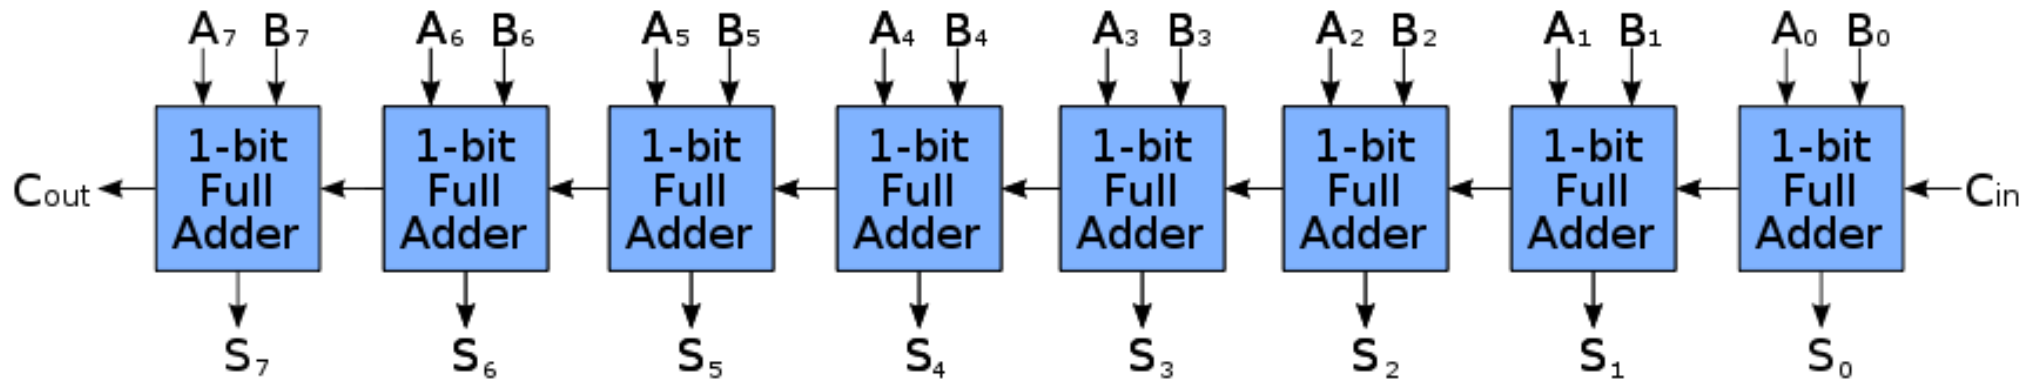 A7 B7 A6 B6 A5 B5 A4 B4 A3 B3 A2 B2 A1 B1 A0 B0
1-bit Full Adder 1-bit Full Adder 1-bit Full Adder 1-bit Full Adder 1-bit Full Adder 1-bit Full Adder 1-bit Full Adder 1-bit Full Adder
Cout Cin
S7 S6 S5 S4 S3 S2 S1 S0